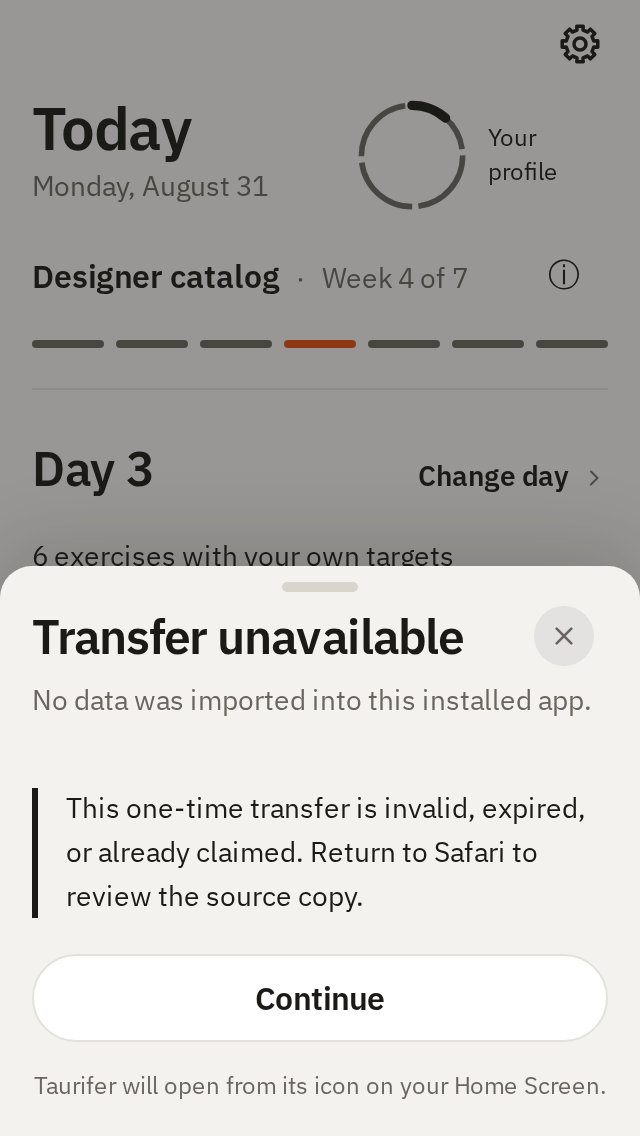 Today
Monday, August 31
Your
profile
Designer catalog · Week 4 of 7
Day 3
Change day
6 exercises with your own targets
Transfer unavailable
No data was imported into this installed app.
This one-time transfer is invalid, expired,
or already claimed. Return to Safari to
review the source copy.
Continue
Taurifer will open from its icon on your Home Screen.